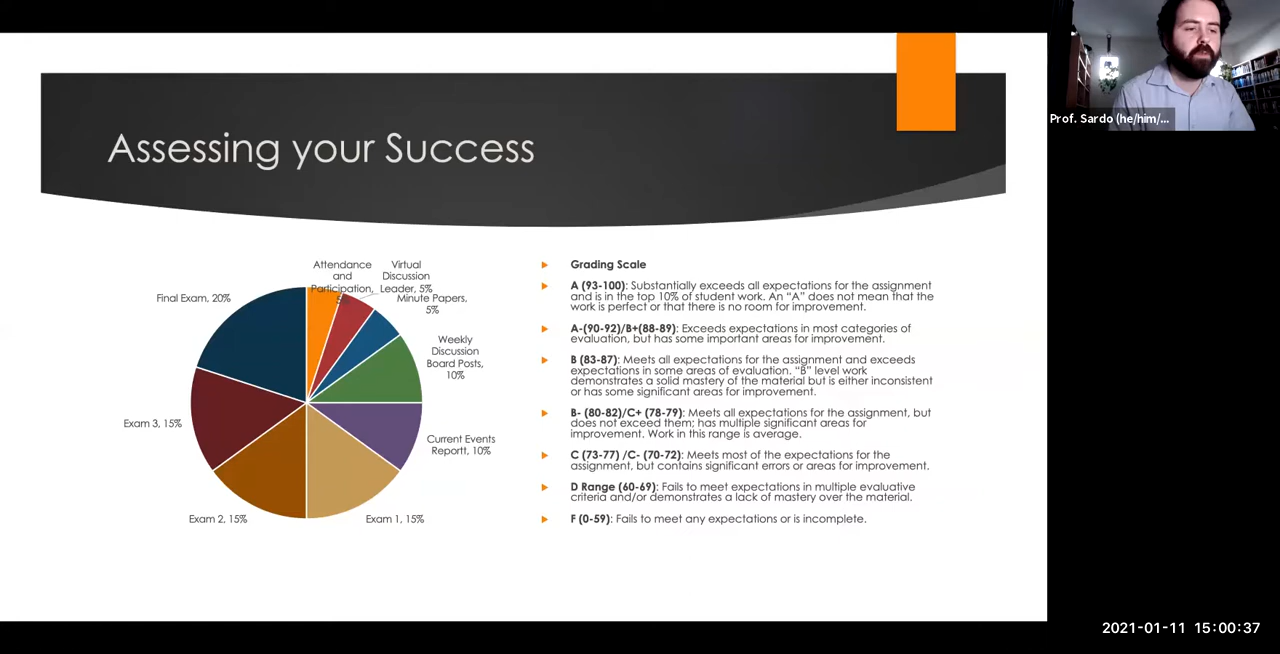 Prof. Sardo (he/him/...
Assessing your Success
Attendance
and
Participation,
5%
Virtual
Discussion
Leader, 5%
Minute Papers,
5%
Weekly
Discussion
Board Posts,
10%
Current Events
Reportt, 10%
Exam 1, 15%
Exam 2, 15%
Exam 3, 15%
Final Exam, 20%
Grading Scale
A (93-100): Substantially exceeds all expectations for the assignment
and is in the top 10% of student work. An “A” does not mean that the
work is perfect or that there is no room for improvement.
A-(90-92)/B+(88-89): Exceeds expectations in most categories of
evaluation, but has some important areas for improvement.
B (83-87): Meets all expectations for the assignment and exceeds
expectations in some areas of evaluation. “B” level work
demonstrates a solid mastery of the material but is either inconsistent
or has some significant areas for improvement.
B- (80-82)/C+ (78-79): Meets all expectations for the assignment, but
does not exceed them; has multiple significant areas for
improvement. Work in this range is average.
C (73-77) /C- (70-72): Meets most of the expectations for the
assignment, but contains significant errors or areas for improvement.
D Range (60-69): Fails to meet expectations in multiple evaluative
criteria and/or demonstrates a lack of mastery over the material.
F (0-59): Fails to meet any expectations or is incomplete.
2021-01-11 15:00:37